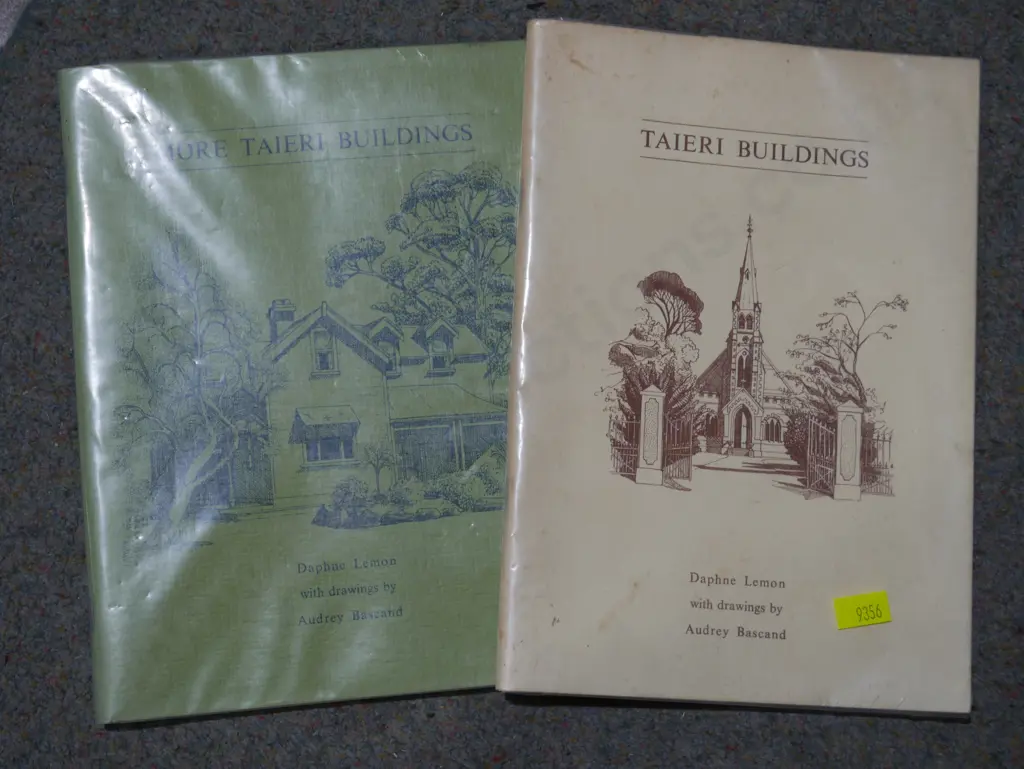 MORE TAIERI BUILDINGS
Daphne Lemon
with drawings by
Audrey Bascand
TAIERI BUILDINGS
Daphne Lemon
with drawings by
Audrey Bascand
9356